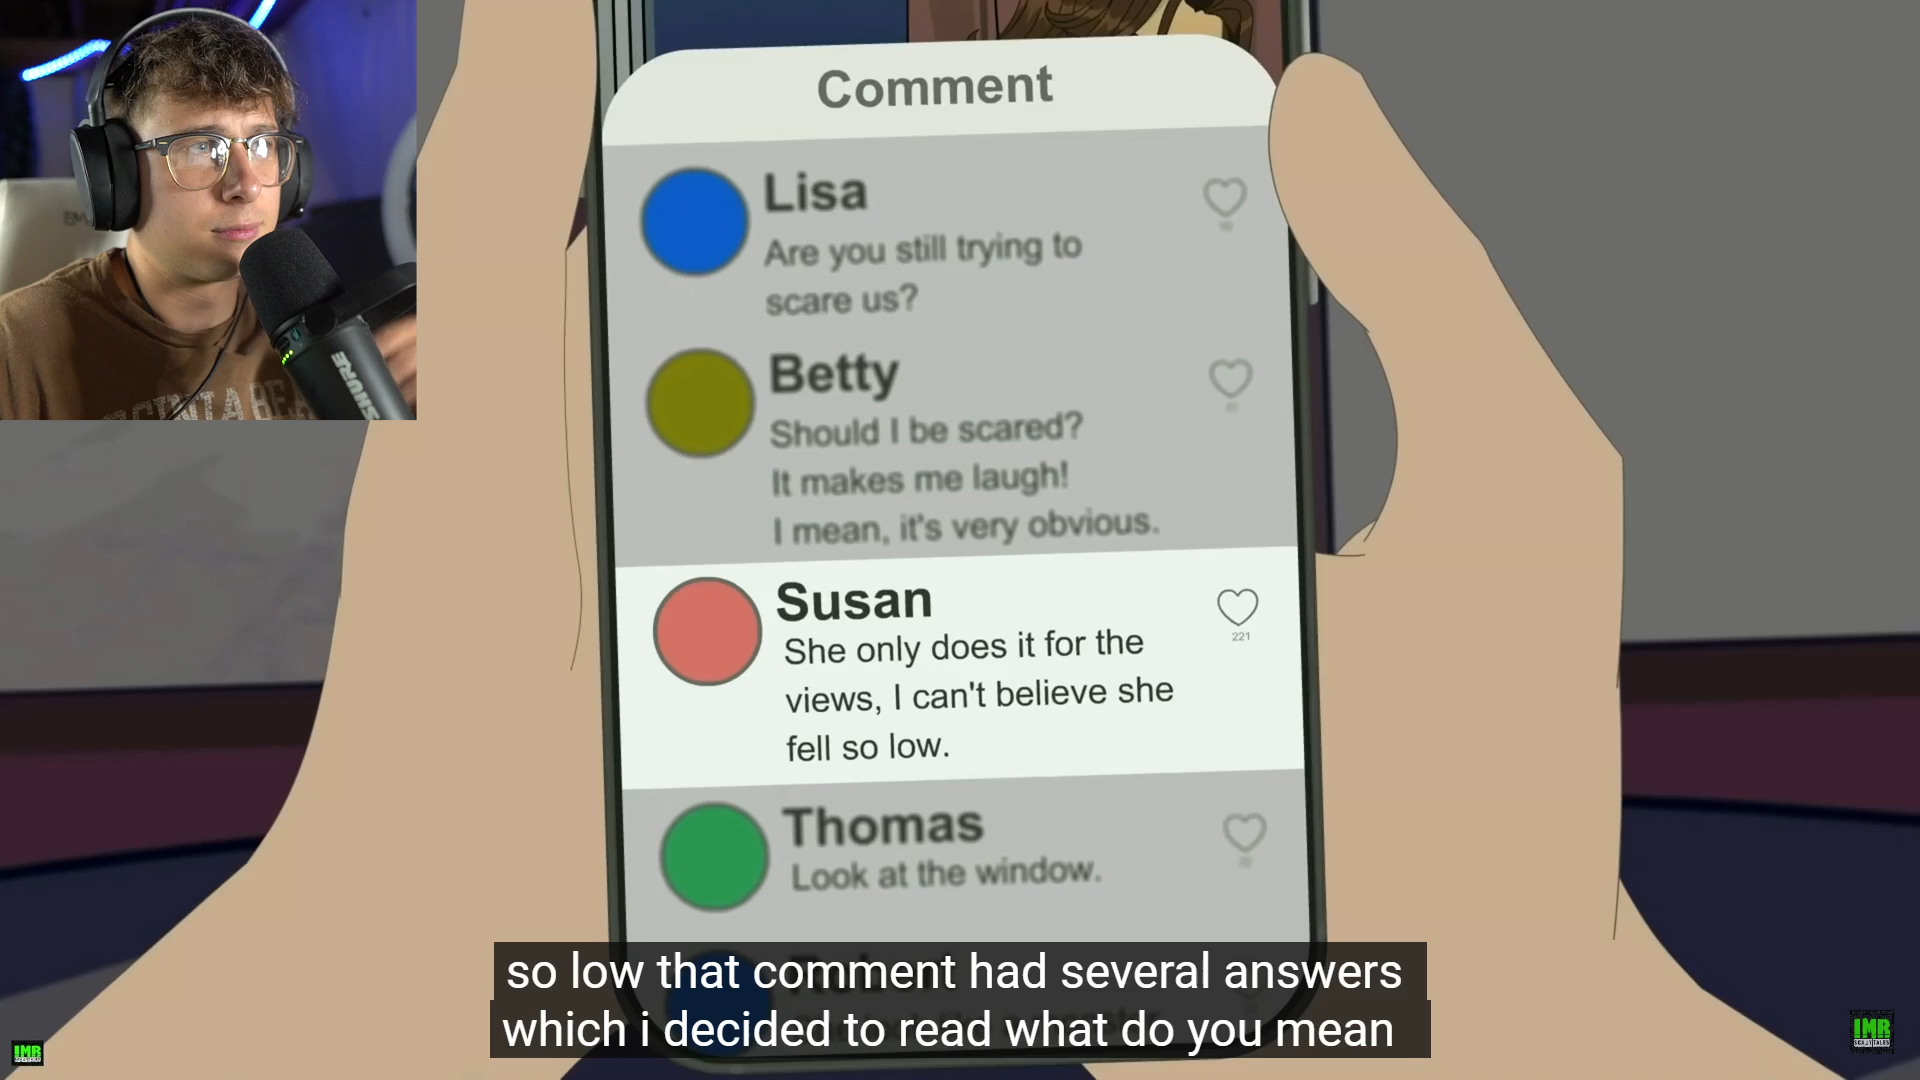 Comment
Lisa
Are you still trying to
scare us?
Betty
Should I be scared?
It makes me laugh!
I mean, it's very obvious.
Susan
She only does it for the
views, I can't believe she
fell so low.
221
Thomas
Look at the window.
so low that comment had several answers
which i decided to read what do you mean
SHURE
IMR
IMR
SCARY TALES